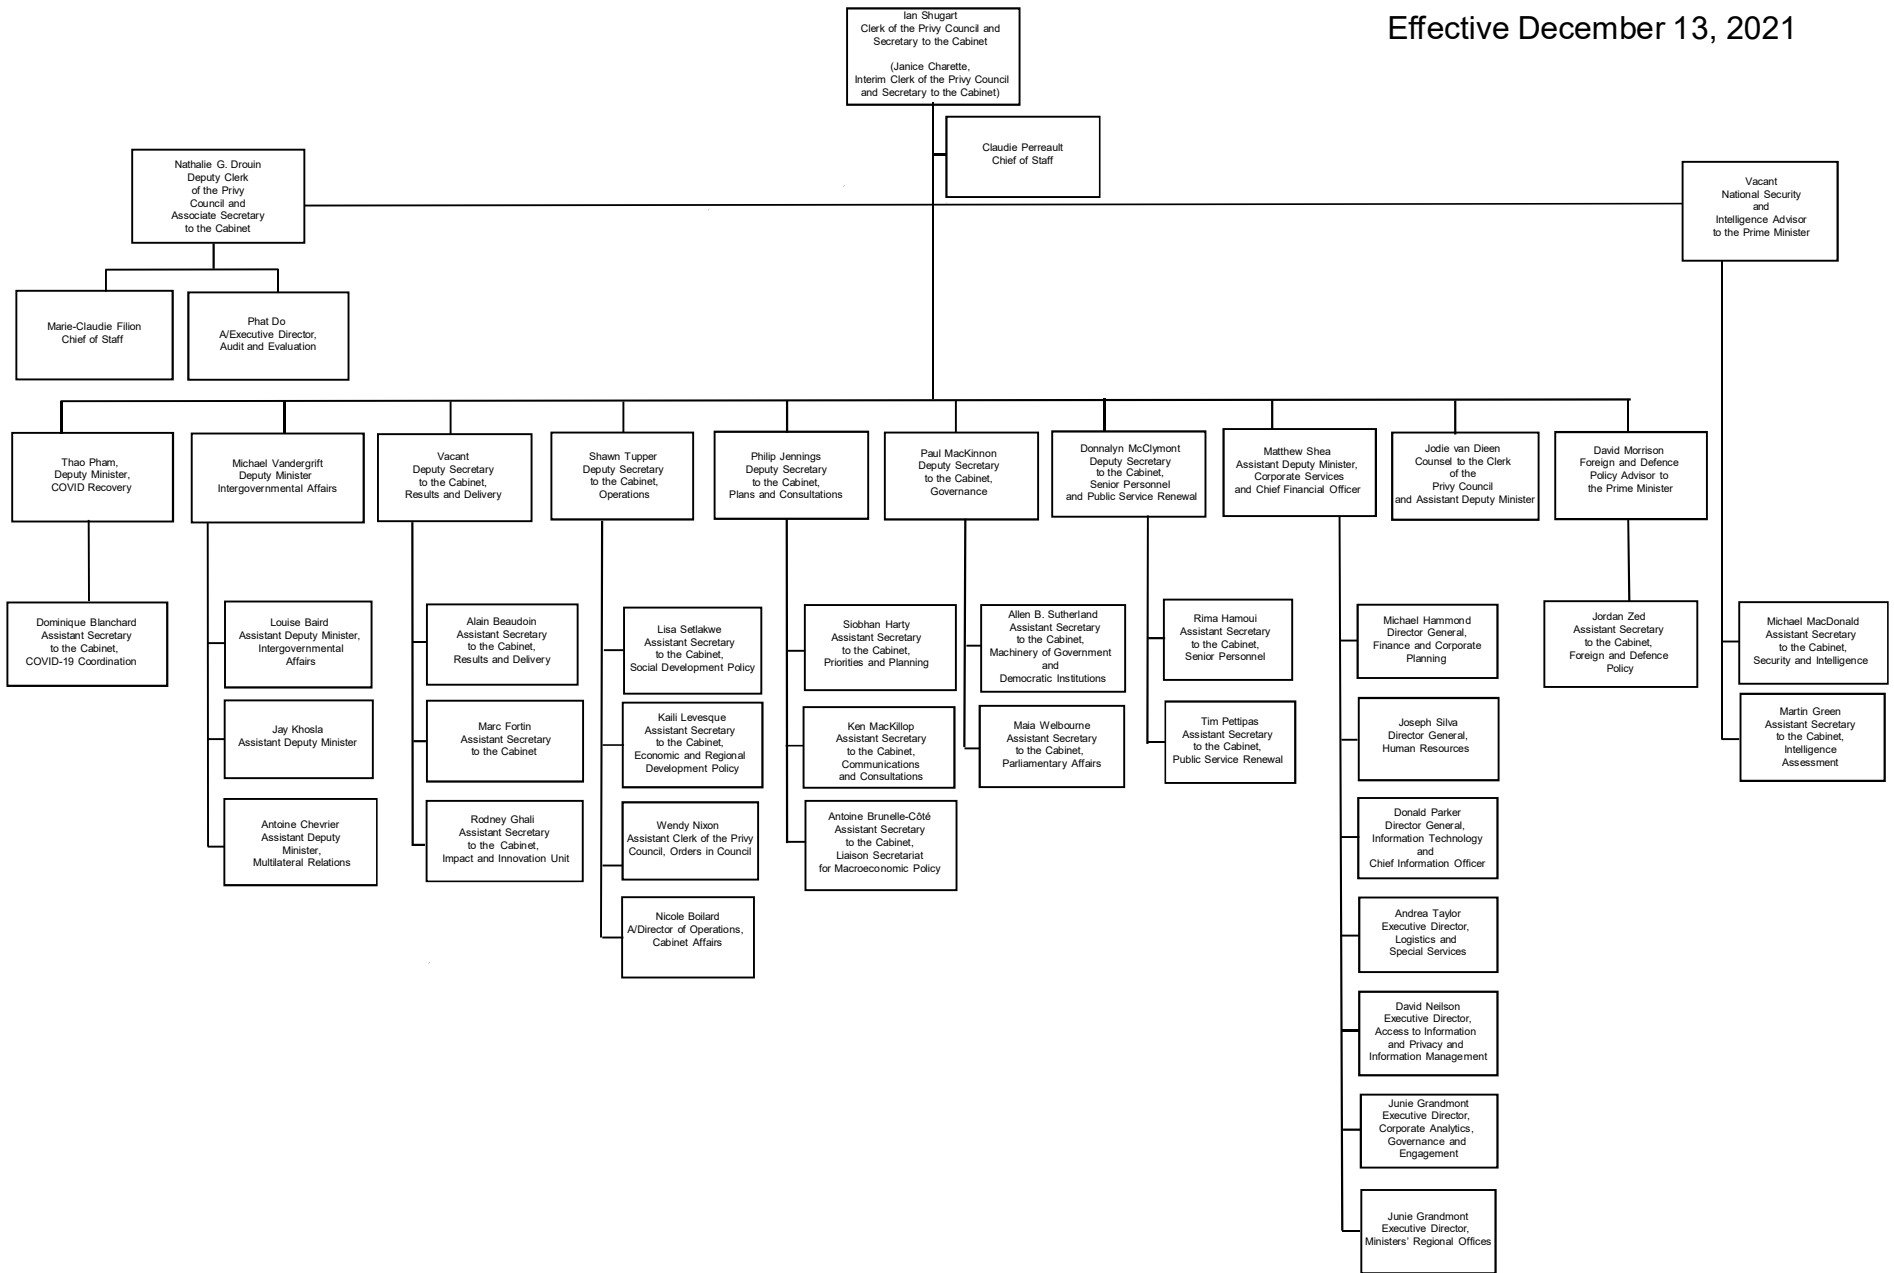 Effective December 13, 2021
Ian Shugart
Clerk of the Privy Council and
Secretary to the Cabinet
(Janice Charette,
Interim Clerk of the Privy Council
and Secretary to the Cabinet)
Claudie Perreault
Chief of Staff
Nathalie G. Drouin
Deputy Clerk
of the Privy
Council and
Associate Secretary
to the Cabinet
Vacant
National Security
and
Intelligence Advisor
to the Prime Minister
Marie-Claudie Filion
Chief of Staff
Phat Do
A/Executive Director,
Audit and Evaluation
Thao Pham,
Deputy Minister,
COVID Recovery
Michael Vandergrift
Deputy Minister
Intergovernmental Affairs
Vacant
Deputy Secretary
to the Cabinet,
Results and Delivery
Shawn Tupper
Deputy Secretary
to the Cabinet,
Operations
Philip Jennings
Deputy Secretary
to the Cabinet,
Plans and Consultations
Paul MacKinnon
Deputy Secretary
to the Cabinet,
Governance
Donnalyn McClymont
Deputy Secretary
to the Cabinet,
Senior Personnel
and Public Service Renewal
Matthew Shea
Assistant Deputy Minister,
Corporate Services
and Chief Financial Officer
Jodie van Dieen
Counsel to the Clerk
of the
Privy Council
and Assistant Deputy Minister
David Morrison
Foreign and Defence
Policy Advisor to
the Prime Minister
Dominique Blanchard
Assistant Secretary
to the Cabinet,
COVID-19 Coordination
Louise Baird
Assistant Deputy Minister,
Intergovernmental
Affairs
Jay Khosla
Assistant Deputy Minister
Antoine Chevrier
Assistant Deputy
Minister,
Multilateral Relations
Alain Beaudoin
Assistant Secretary
to the Cabinet,
Results and Delivery
Marc Fortin
Assistant Secretary
to the Cabinet
Rodney Ghali
Assistant Secretary
to the Cabinet,
Impact and Innovation Unit
Lisa Setlakwe
Assistant Secretary
to the Cabinet,
Social Development Policy
Kaili Levesque
Assistant Secretary
to the Cabinet,
Economic and Regional
Development Policy
Wendy Nixon
Assistant Clerk of the Privy
Council, Orders in Council
Nicole Boilard
A/Director of Operations,
Cabinet Affairs
Siobhan Harty
Assistant Secretary
to the Cabinet,
Priorities and Planning
Ken MacKillop
Assistant Secretary
to the Cabinet,
Communications
and Consultations
Antoine Brunelle-Côté
Assistant Secretary
to the Cabinet,
Liaison Secretariat
for Macroeconomic Policy
Allen B. Sutherland
Assistant Secretary
to the Cabinet,
Machinery of Government
and
Democratic Institutions
Maia Welbourne
Assistant Secretary
to the Cabinet,
Parliamentary Affairs
Rima Hamoui
Assistant Secretary
to the Cabinet,
Senior Personnel
Tim Pettipas
Assistant Secretary
to the Cabinet,
Public Service Renewal
Michael Hammond
Director General,
Finance and Corporate
Planning
Joseph Silva
Director General,
Human Resources
Donald Parker
Director General,
Information Technology
and
Chief Information Officer
Andrea Taylor
Executive Director,
Logistics and
Special Services
David Neilson
Executive Director,
Access to Information
and Privacy and
Information Management
Junie Grandmont
Executive Director,
Corporate Analytics,
Governance and
Engagement
Junie Grandmont
Executive Director,
Ministers' Regional Offices
Jordan Zed
Assistant Secretary
to the Cabinet,
Foreign and Defence
Policy
Michael MacDonald
Assistant Secretary
to the Cabinet,
Security and Intelligence
Martin Green
Assistant Secretary
to the Cabinet,
Intelligence
Assessment